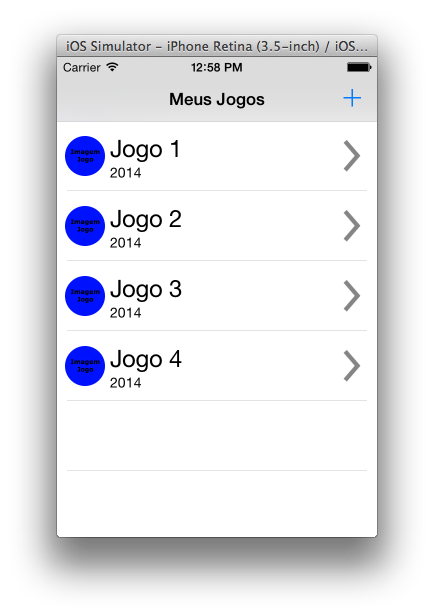 iOS Simulator - iPhone Retina (3.5-inch) / iOS...
Carrier 12:58 PM
Meus Jogos +
Jogo 1
Imagem
Jogo
2014
Jogo 2
Imagem
Jogo
2014
Jogo 3
Imagem
Jogo
2014
Jogo 4
Imagem
Jogo
2014